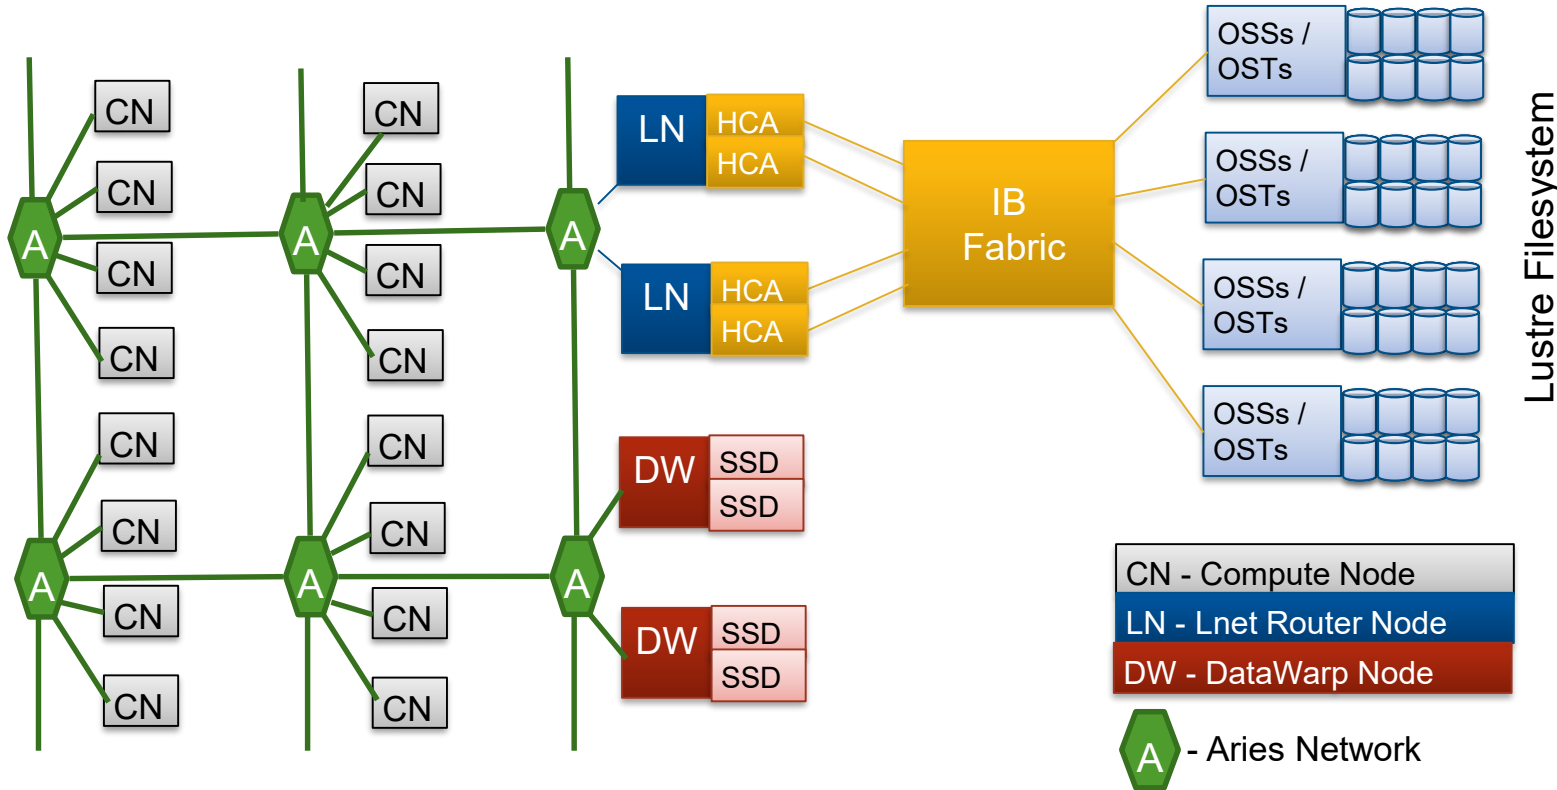 CN
CN
CN
CN
A
CN
CN
CN
CN
A
A
LN
HCA
HCA
LN
HCA
HCA
IB
Fabric
OSSs /
OSTs
OSSs /
OSTs
OSSs /
OSTs
OSSs /
OSTs
Lustre Filesystem
CN
CN
CN
CN
A
CN
CN
CN
CN
A
A
DW
SSD
SSD
DW
SSD
SSD
CN - Compute Node
LN - Lnet Router Node
DW - DataWarp Node
A - Aries Network